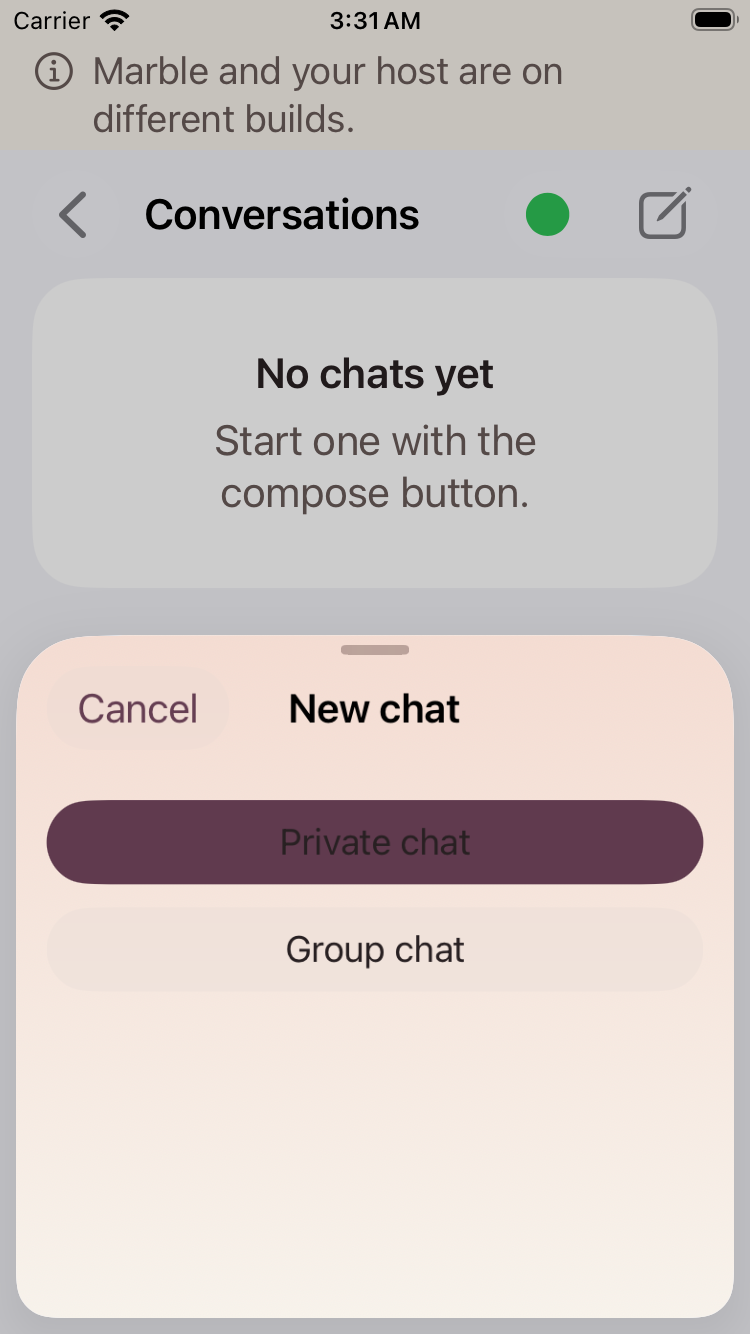 Carrier 3:31 AM
Marble and your host are on
different builds.
Conversations
No chats yet
Start one with the
compose button.
Cancel New chat
Private chat
Group chat